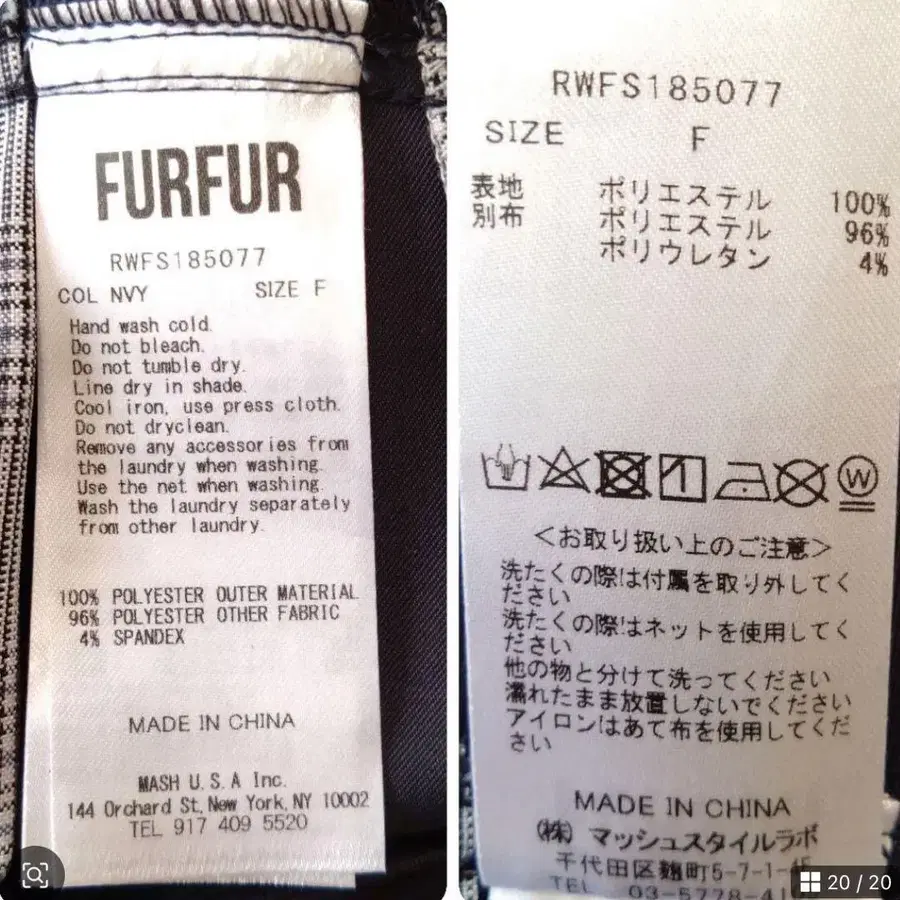 FURFUR
RWFS185077
COL NVY SIZE F
Hand wash cold.
Do not bleach.
Do not tumble dry.
Line dry in shade.
Cool iron, use press cloth.
Do not dryclean.
Remove any accessories from
the laundry when washing.
Use the net when washing.
Wash the laundry separately
from other laundry.
100% POLYESTER OUTER MATERIAL
96% POLYESTER OTHER FABRIC
4% SPANDEX
MADE IN CHINA
MASH U.S.A Inc.
144 Orchard St, New York, NY 10002
TEL 917 409 5520
RWFS185077
SIZE F
表地 ポリエステル 100%
別布 ポリエステル 96%
ポリウレタン 4%
W
<お取り扱い上のご注意>
洗たくの際は付属を取り外してく
ださい
洗たくの際はネットを使用してく
ださい
他の物と分けて洗ってください
濡れたまま放置しないでください
アイロンはあて布を使用してくだ
さい
MADE IN CHINA
(株) マッシュスタイルラボ
千代田区麹町5-7-1-
TEL 03-5778-
20 / 20